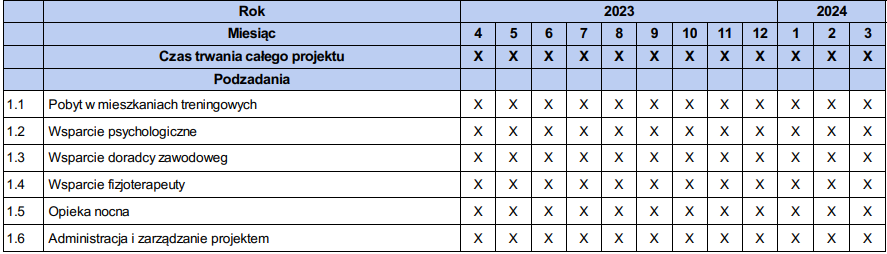 Rok 2023 2024
Miesiąc 4 5 6 7 8 9 10 11 12 1 2 3
Czas trwania całego projektu X X X X X X X X X X X X
Podzadania
1.1 Pobyt w mieszkaniach treningowych X X X X X X X X X X X X
1.2 Wsparcie psychologiczne X X X X X X X X X X X X
1.3 Wsparcie doradcy zawodoweg X X X X X X X X X X X X
1.4 Wsparcie fizjoterapeuty X X X X X X X X X X X X
1.5 Opieka nocna X X X X X X X X X X X X
1.6 Administracja i zarządzanie projektem X X X X X X X X X X X X